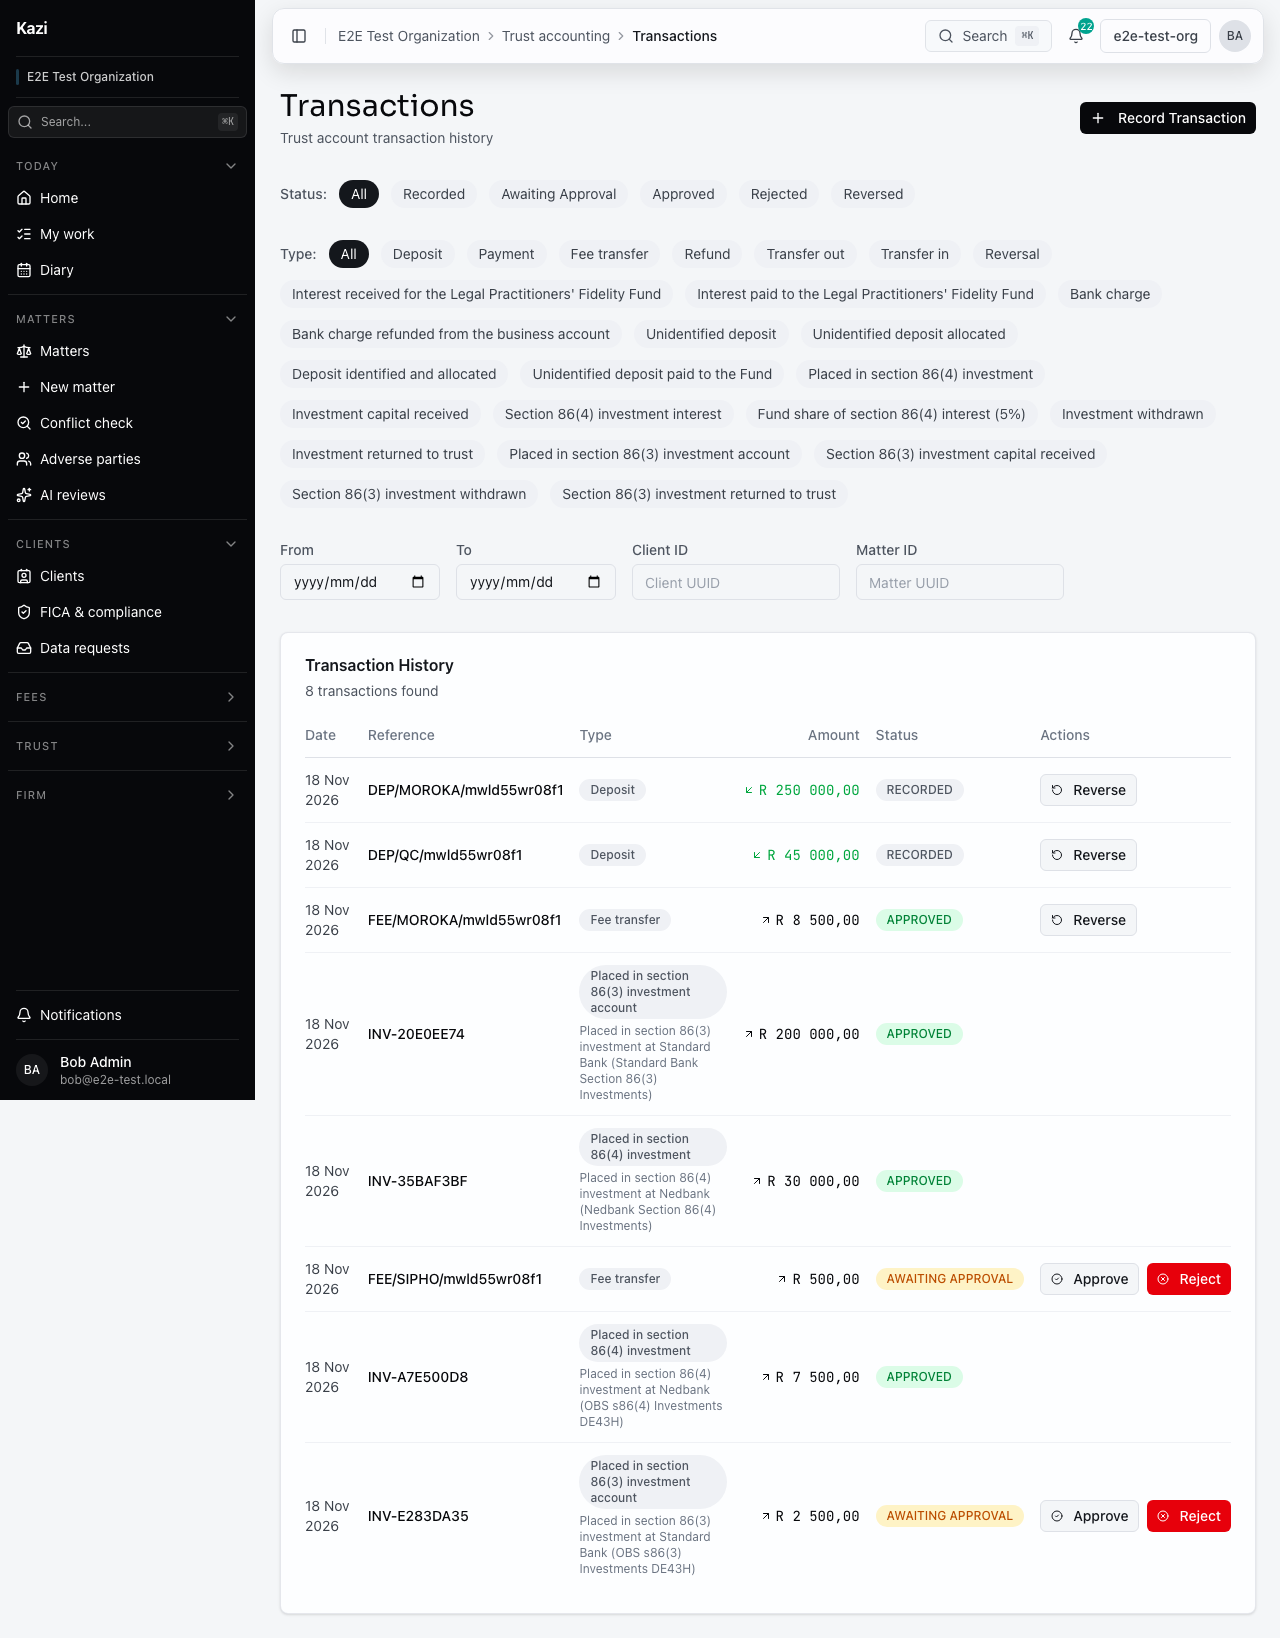 Kazi
E2E Test Organization
Search...
⌘K
TODAY
Home
My work
Diary
MATTERS
Matters
New matter
Conflict check
Adverse parties
AI reviews
CLIENTS
Clients
FICA & compliance
Data requests
FEES
TRUST
FIRM
Notifications
BA
Bob Admin
bob@e2e-test.local
E2E Test Organization > Trust accounting > Transactions
Search ⌘K
22
e2e-test-org
BA
Transactions
Trust account transaction history
Record Transaction
Status: All Recorded Awaiting Approval Approved Rejected Reversed
Type: All Deposit Payment Fee transfer Refund Transfer out Transfer in Reversal
Interest received for the Legal Practitioners' Fidelity Fund Interest paid to the Legal Practitioners' Fidelity Fund Bank charge
Bank charge refunded from the business account Unidentified deposit Unidentified deposit allocated
Deposit identified and allocated Unidentified deposit paid to the Fund Placed in section 86(4) investment
Investment capital received Section 86(4) investment interest Fund share of section 86(4) interest (5%) Investment withdrawn
Investment returned to trust Placed in section 86(3) investment account Section 86(3) investment capital received
Section 86(3) investment withdrawn Section 86(3) investment returned to trust
From To Client ID Matter ID
yyyy/mm/dd yyyy/mm/dd Client UUID Matter UUID
Transaction History
8 transactions found
Date Reference Type Amount Status Actions
18 Nov
2026
DEP/MOROKA/mwld55wr08f1 Deposit R 250 000,00 RECORDED Reverse
18 Nov
2026
DEP/QC/mwld55wr08f1 Deposit R 45 000,00 RECORDED Reverse
18 Nov
2026
FEE/MOROKA/mwld55wr08f1 Fee transfer R 8 500,00 APPROVED Reverse
18 Nov
2026
INV-20E0EE74
Placed in section
86(3) investment
account
Placed in section 86(3)
investment at Standard
Bank (Standard Bank
Section 86(3)
Investments)
R 200 000,00 APPROVED
18 Nov
2026
INV-35BAF3BF
Placed in section
86(4) investment
Placed in section 86(4)
investment at Nedbank
(Nedbank Section 86(4)
Investments)
R 30 000,00 APPROVED
18 Nov
2026
FEE/SIPHO/mwld55wr08f1 Fee transfer R 500,00 AWAITING APPROVAL Approve Reject
18 Nov
2026
INV-A7E500D8
Placed in section
86(4) investment
Placed in section 86(4)
investment at Nedbank
(OBS s86(4) Investments
DE43H)
R 7 500,00 APPROVED
18 Nov
2026
INV-E283DA35
Placed in section
86(3) investment
account
Placed in section 86(3)
investment at Standard
Bank (OBS s86(3)
Investments DE43H)
R 2 500,00 AWAITING APPROVAL Approve Reject